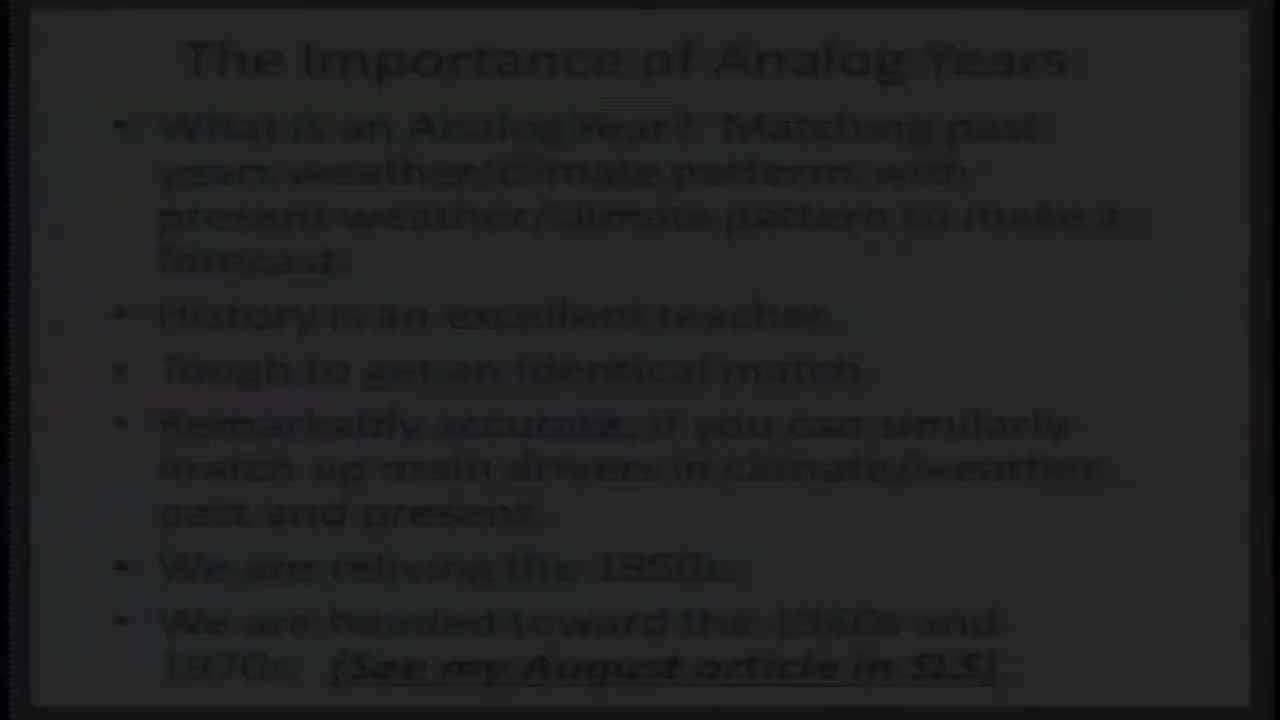 The Importance of Analog Years
• What is an Analog Year? Matching past
years weather/climate patterns with
present weather/climate pattern to make a
forecast.
• History is an excellent teacher
• Tough to get an identical match
• Remarkably accurate, if you can similarly
match up main drivers in climate/weather
past and present.
• We are reliving the 1950s.
• We are headed toward the 1960s and
1970s. (See my August article in SLS)